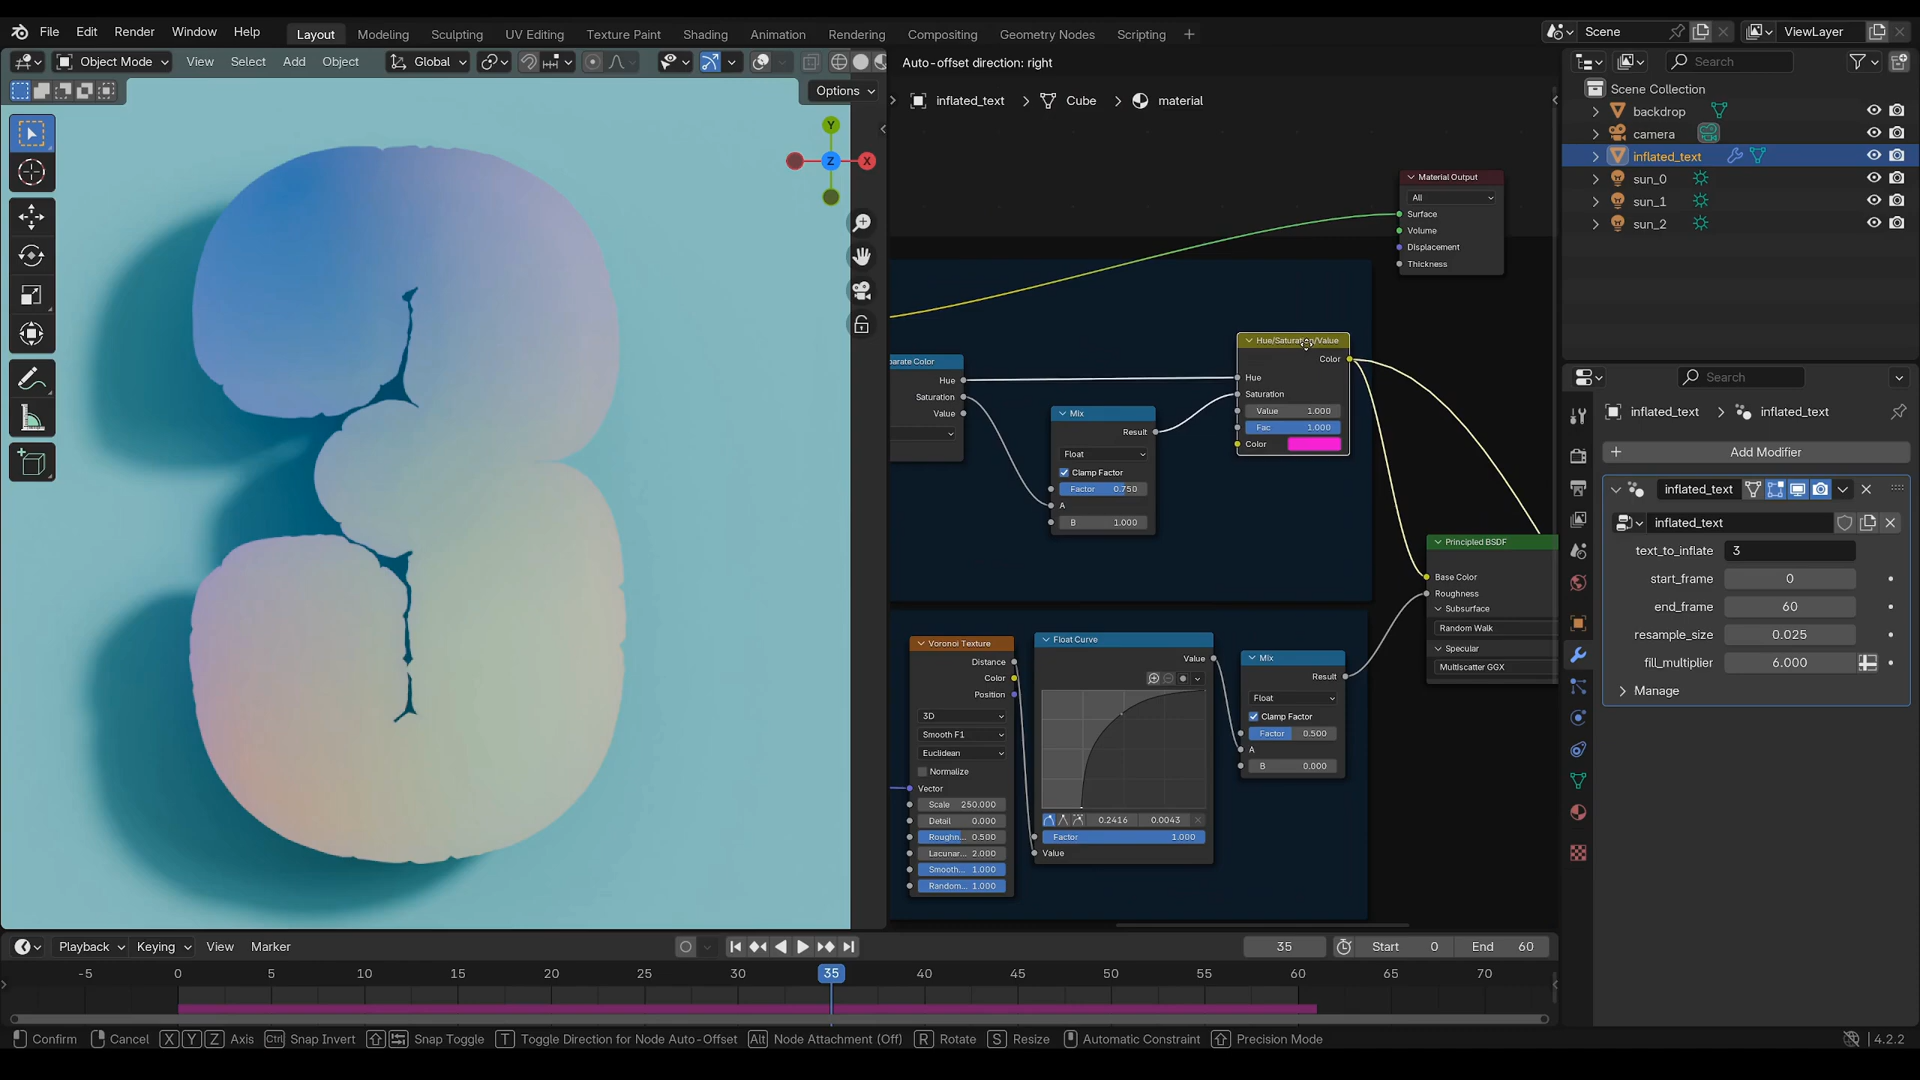 File Edit Render Window Help Layout Modeling Sculpting UV Editing Texture Paint Shading Animation Rendering Compositing Geometry Nodes Scripting + Scene ViewLayer
Object Mode View Select Add Object Global Auto-offset direction: right Search
Options inflated_text > Cube > material
Scene Collection
backdrop
camera
inflated_text
sun_0
sun_1
sun_2
Y
Z
X
Material Output
All
Surface
Volume
Displacement
Thickness
Hue/Saturation/Value
Color
Hue
Saturation
Value 1.000
Fac 1.000
Color
arate Color
Hue
Saturation
Value
Mix
Result
Float
Clamp Factor
Factor 0.750
A
B 1.000
Principled BSDF
Base Color
Roughness
Subsurface
Random Walk
Specular
Multiscatter GGX
Voronoi Texture
Distance
Color
Position
3D
Smooth F1
Euclidean
Normalize
Vector
Scale 250.000
Detail 0.000
Roughn... 0.500
Lacunar... 2.000
Smooth... 1.000
Random... 1.000
Float Curve
Value
0.2416 0.0043
Factor 1.000
Value
Mix
Result
Float
Clamp Factor
Factor 0.500
A
B 0.000
Search
inflated_text > inflated_text
Add Modifier
inflated_text
inflated_text
text_to_inflate 3
start_frame 0
end_frame 60
resample_size 0.025
fill_multiplier 6.000
Manage
Playback Keying View Marker 35 Start 0 End 60
-5 0 5 10 15 20 25 30 35 40 45 50 55 60 65 70
Confirm Cancel X Y Z Axis Ctrl Snap Invert Snap Toggle T Toggle Direction for Node Auto-Offset Alt Node Attachment (Off) R Rotate S Resize Automatic Constraint Precision Mode 4.2.2